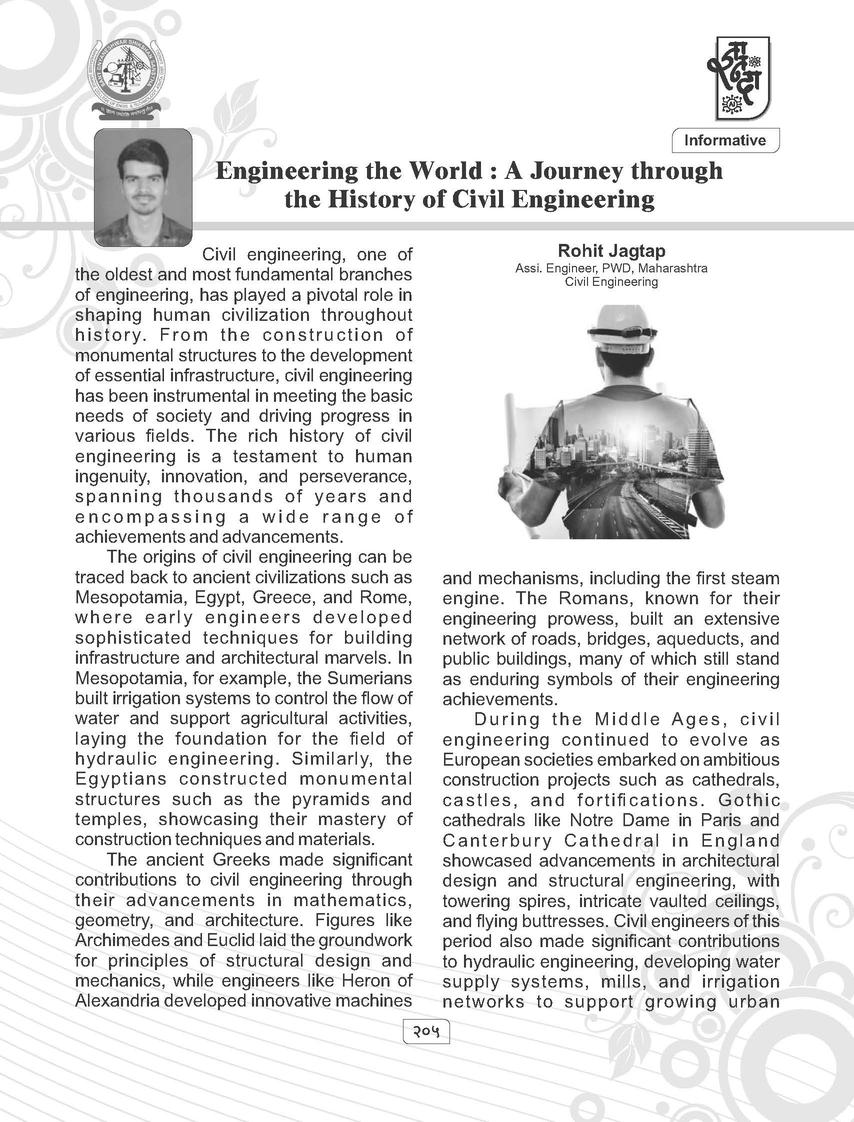 Informative
Engineering the World : A Journey through
the History of Civil Engineering
Civil engineering, one of
the oldest and most fundamental branches
of engineering, has played a pivotal role in
shaping human civilization throughout
history. From the construction of
monumental structures to the development
of essential infrastructure, civil engineering
has been instrumental in meeting the basic
needs of society and driving progress in
various fields. The rich history of civil
engineering is a testament to human
ingenuity, innovation, and perseverance,
spanning thousands of years and
encompassing a wide range of
achievements and advancements.
The origins of civil engineering can be
traced back to ancient civilizations such as
Mesopotamia, Egypt, Greece, and Rome,
where early engineers developed
sophisticated techniques for building
infrastructure and architectural marvels. In
Mesopotamia, for example, the Sumerians
built irrigation systems to control the flow of
water and support agricultural activities,
laying the foundation for the field of
hydraulic engineering. Similarly, the
Egyptians constructed monumental
structures such as the pyramids and
temples, showcasing their mastery of
construction techniques and materials.
The ancient Greeks made significant
contributions to civil engineering through
their advancements in mathematics,
geometry, and architecture. Figures like
Archimedes and Euclid laid the groundwork
for principles of structural design and
mechanics, while engineers like Heron of
Alexandria developed innovative machines
Rohit Jagtap
Assi. Engineer, PWD, Maharashtra
Civil Engineering
and mechanisms, including the first steam
engine. The Romans, known for their
engineering prowess, built an extensive
network of roads, bridges, aqueducts, and
public buildings, many of which still stand
as enduring symbols of their engineering
achievements.
During the Middle Ages, civil
engineering continued to evolve as
European societies embarked on ambitious
construction projects such as cathedrals,
castles, and fortifications. Gothic
cathedrals like Notre Dame in Paris and
Canterbury Cathedral in England
showcased advancements in architectural
design and structural engineering, with
towering spires, intricate vaulted ceilings,
and flying buttresses. Civil engineers of this
period also made significant contributions
to hydraulic engineering, developing water
supply systems, mills, and irrigation
networks to support growing urban
२०५